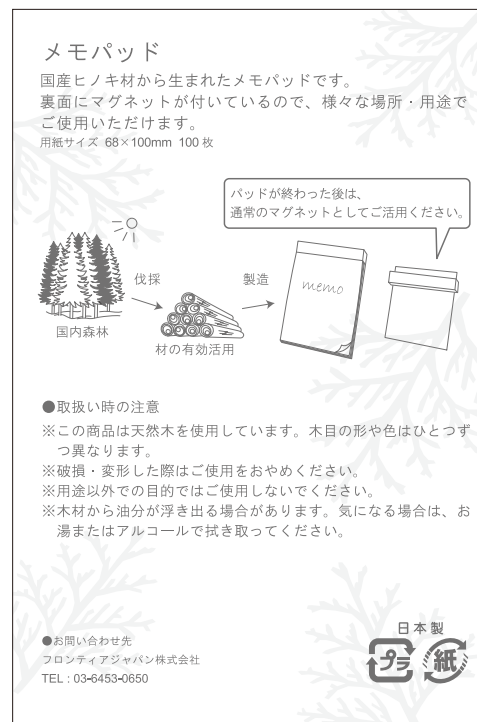 メモパッド
国産ヒノキ材から生まれたメモパッドです。
裏面にマグネットが付いているので、様々な場所・用途で
ご使用いただけます。
用紙サイズ 68×100mm 100枚
パッドが終わった後は、
通常のマグネットとしてご活用ください。
伐採
製造
memo
国内森林
材の有効活用
●取扱い時の注意
※この商品は天然木を使用しています。木目の形や色はひとつず
つ異なります。
※破損・変形した際はご使用をおやめください。
※用途以外での目的ではご使用しないでください。
※木材から油分が浮き出る場合があります。気になる場合は、お
湯またはアルコールで拭き取ってください。
日本製
プラ 紙
●お問い合わせ先
フロンティアジャパン株式会社
TEL : 03-6453-0650